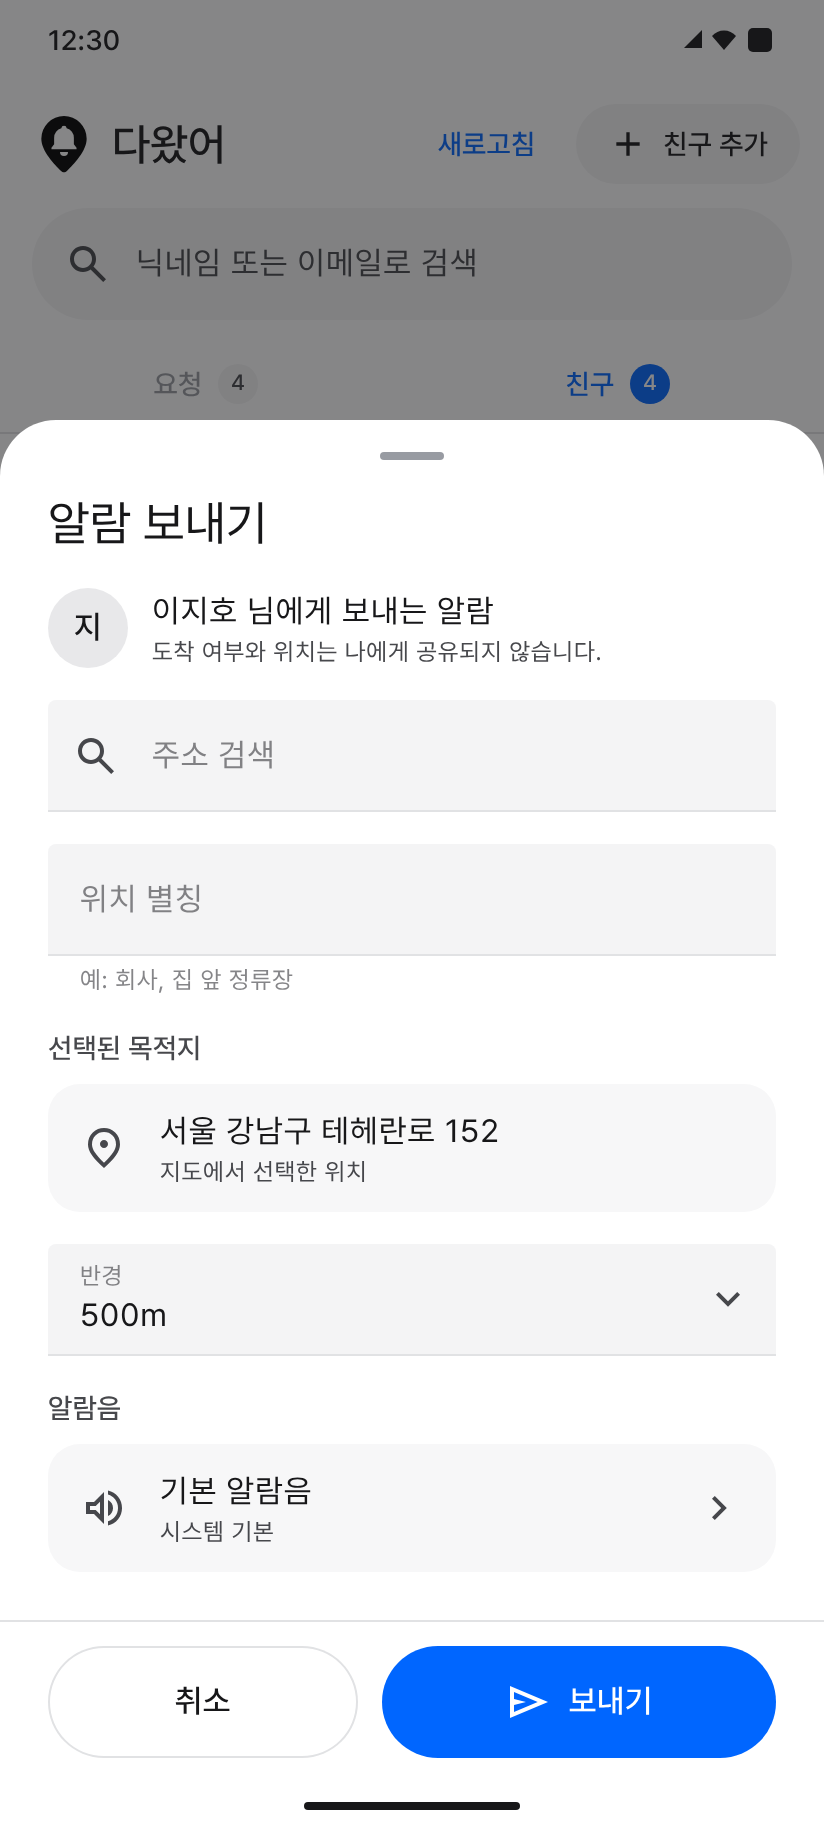 12:30
다왔어
새로고침
친구 추가
닉네임 또는 이메일로 검색
요청 4
친구 4
알람 보내기
지
이지호 님에게 보내는 알람
도착 여부와 위치는 나에게 공유되지 않습니다.
주소 검색
위치 별칭
예: 회사, 집 앞 정류장
선택된 목적지
서울 강남구 테헤란로 152
지도에서 선택한 위치
반경
500m
알람음
기본 알람음
시스템 기본
취소
보내기